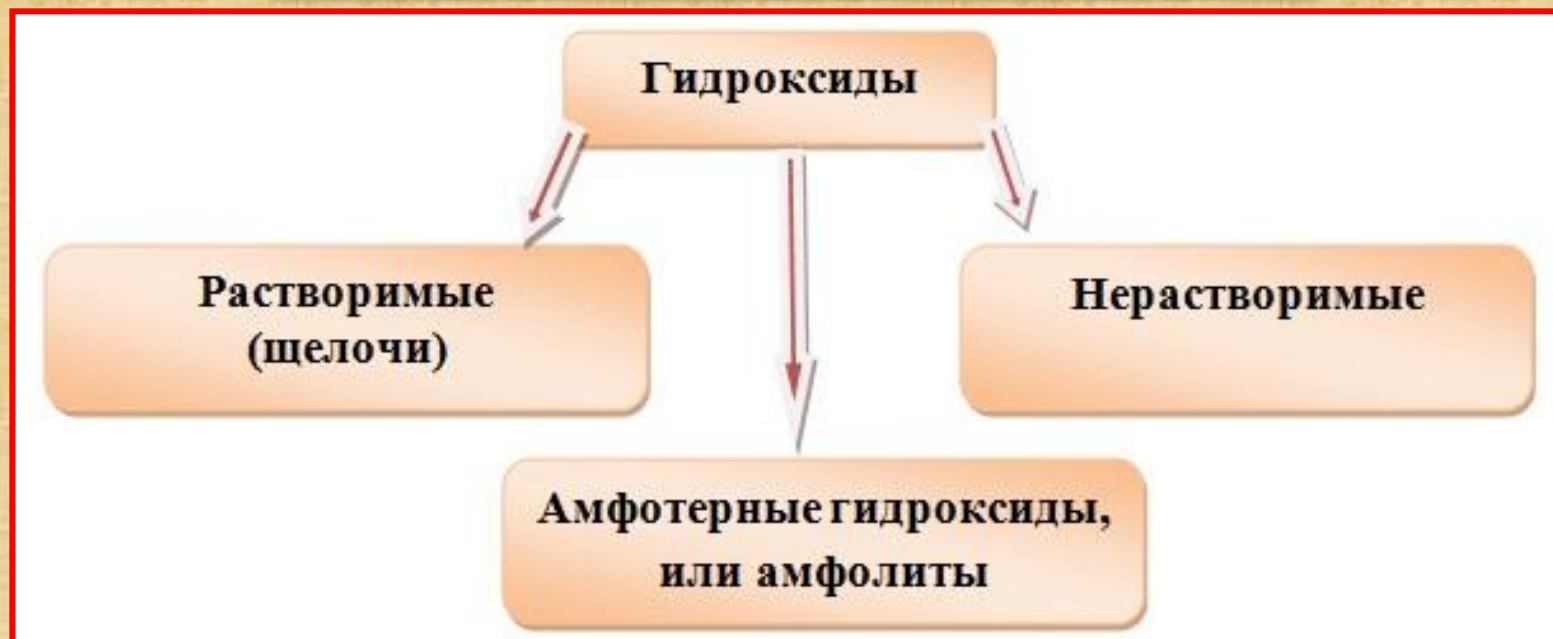 Гидроксиды
Растворимые
(щелочи)
Нерастворимые
Амфотерные гидроксиды,
или амфолиты